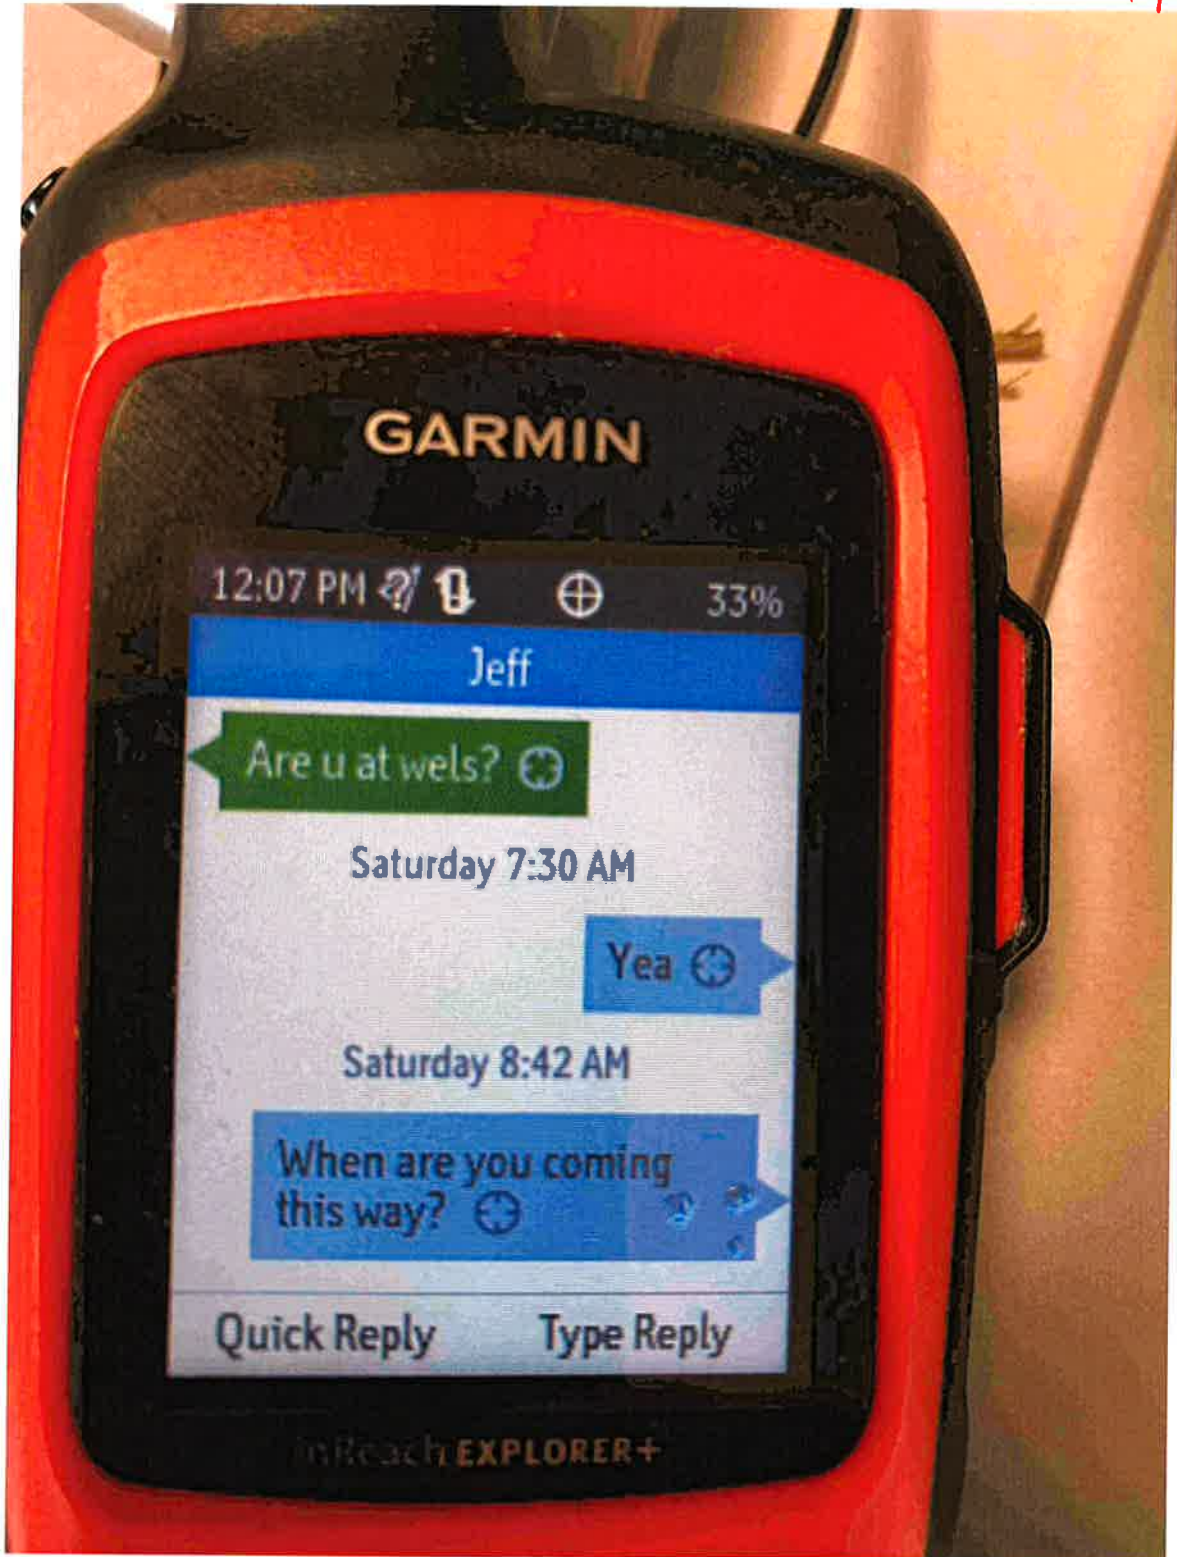 GARMIN
12:07 PM 33%
Jeff
Are u at wels?
Saturday 7:30 AM
Yea
Saturday 8:42 AM
When are you coming
this way?
Quick Reply Type Reply
inReach EXPLORER+